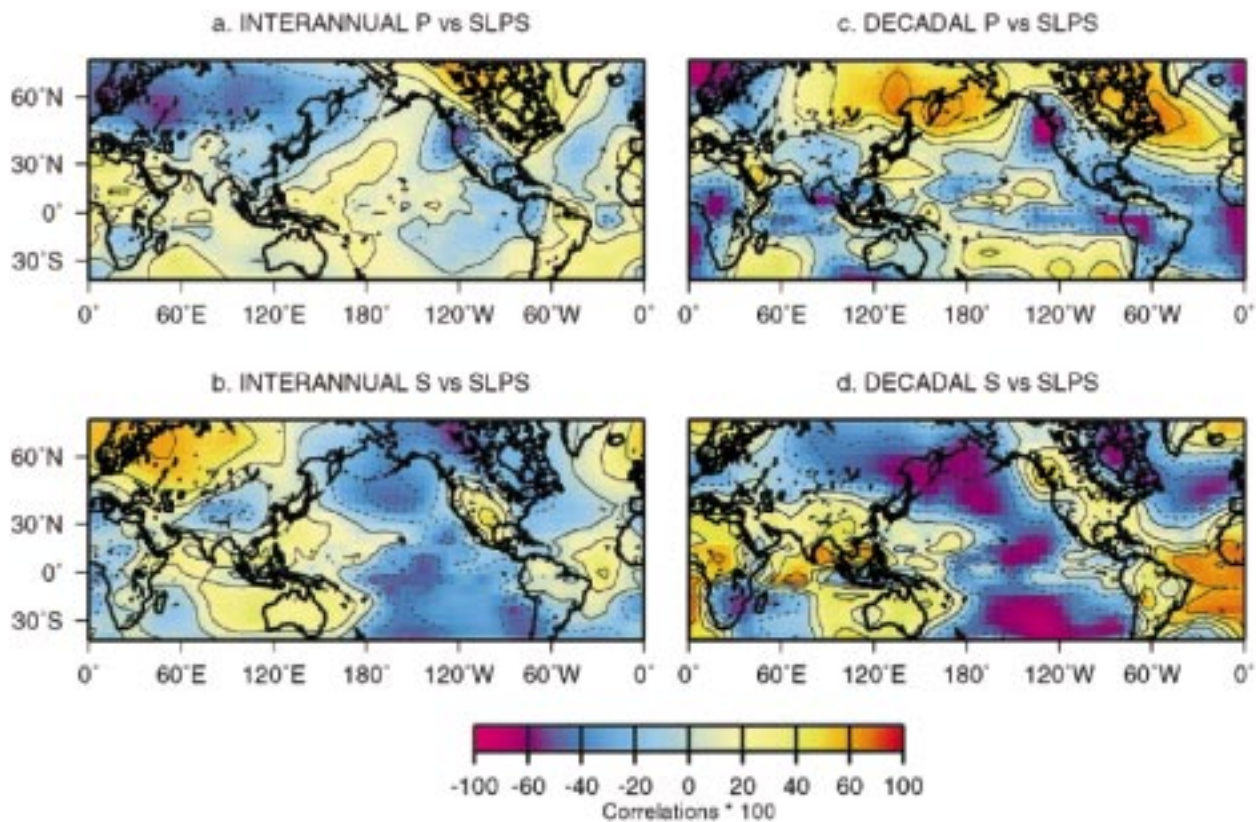 a. INTERANNUAL P vs SLPS
c. DECADAL P vs SLPS
60˚N
30˚N
0˚
30˚S
0˚ 60˚E 120˚E 180˚ 120˚W 60˚W 0˚
0˚ 60˚E 120˚E 180˚ 120˚W 60˚W 0˚
b. INTERANNUAL S vs SLPS
d. DECADAL S vs SLPS
60˚N
30˚N
0˚
30˚S
0˚ 60˚E 120˚E 180˚ 120˚W 60˚W 0˚
0˚ 60˚E 120˚E 180˚ 120˚W 60˚W 0˚
-100 -60 -40 -20 0 20 40 60 100
Correlations * 100